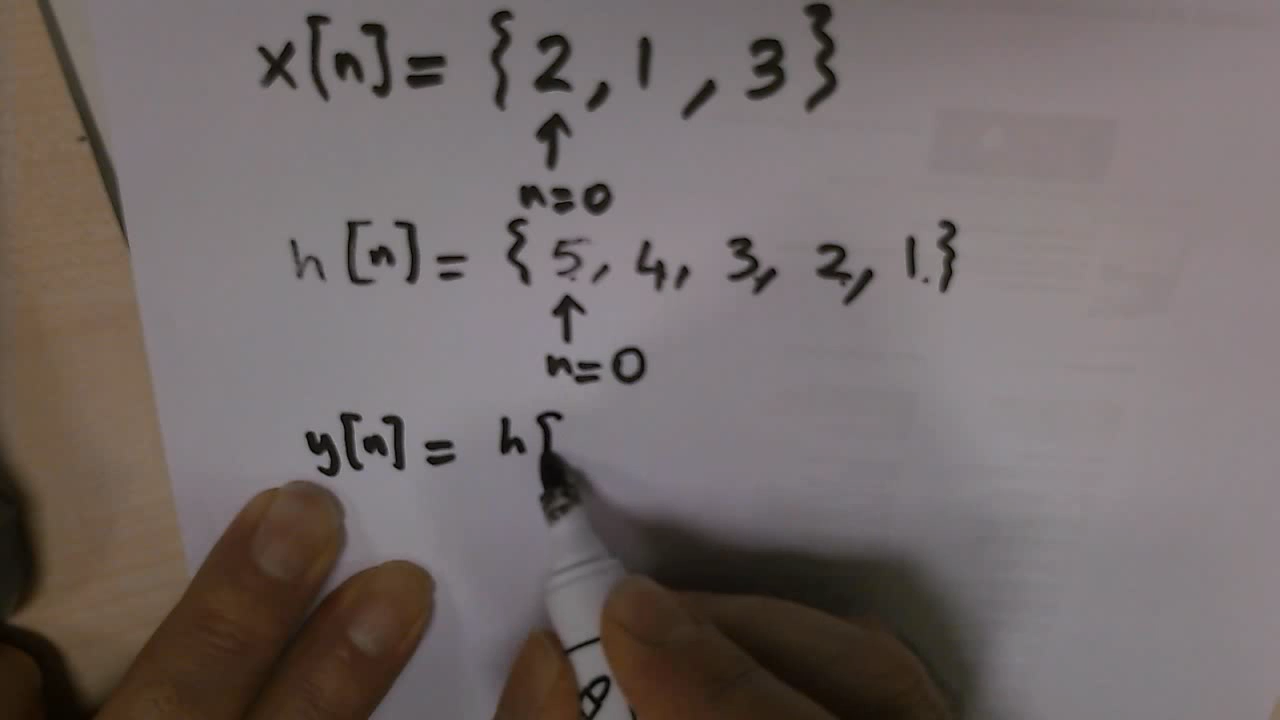 x[n] = {2, 1, 3}
↑
n=0
h[n] = {5, 4, 3, 2, 1}
↑
n=0
y[n] = h[